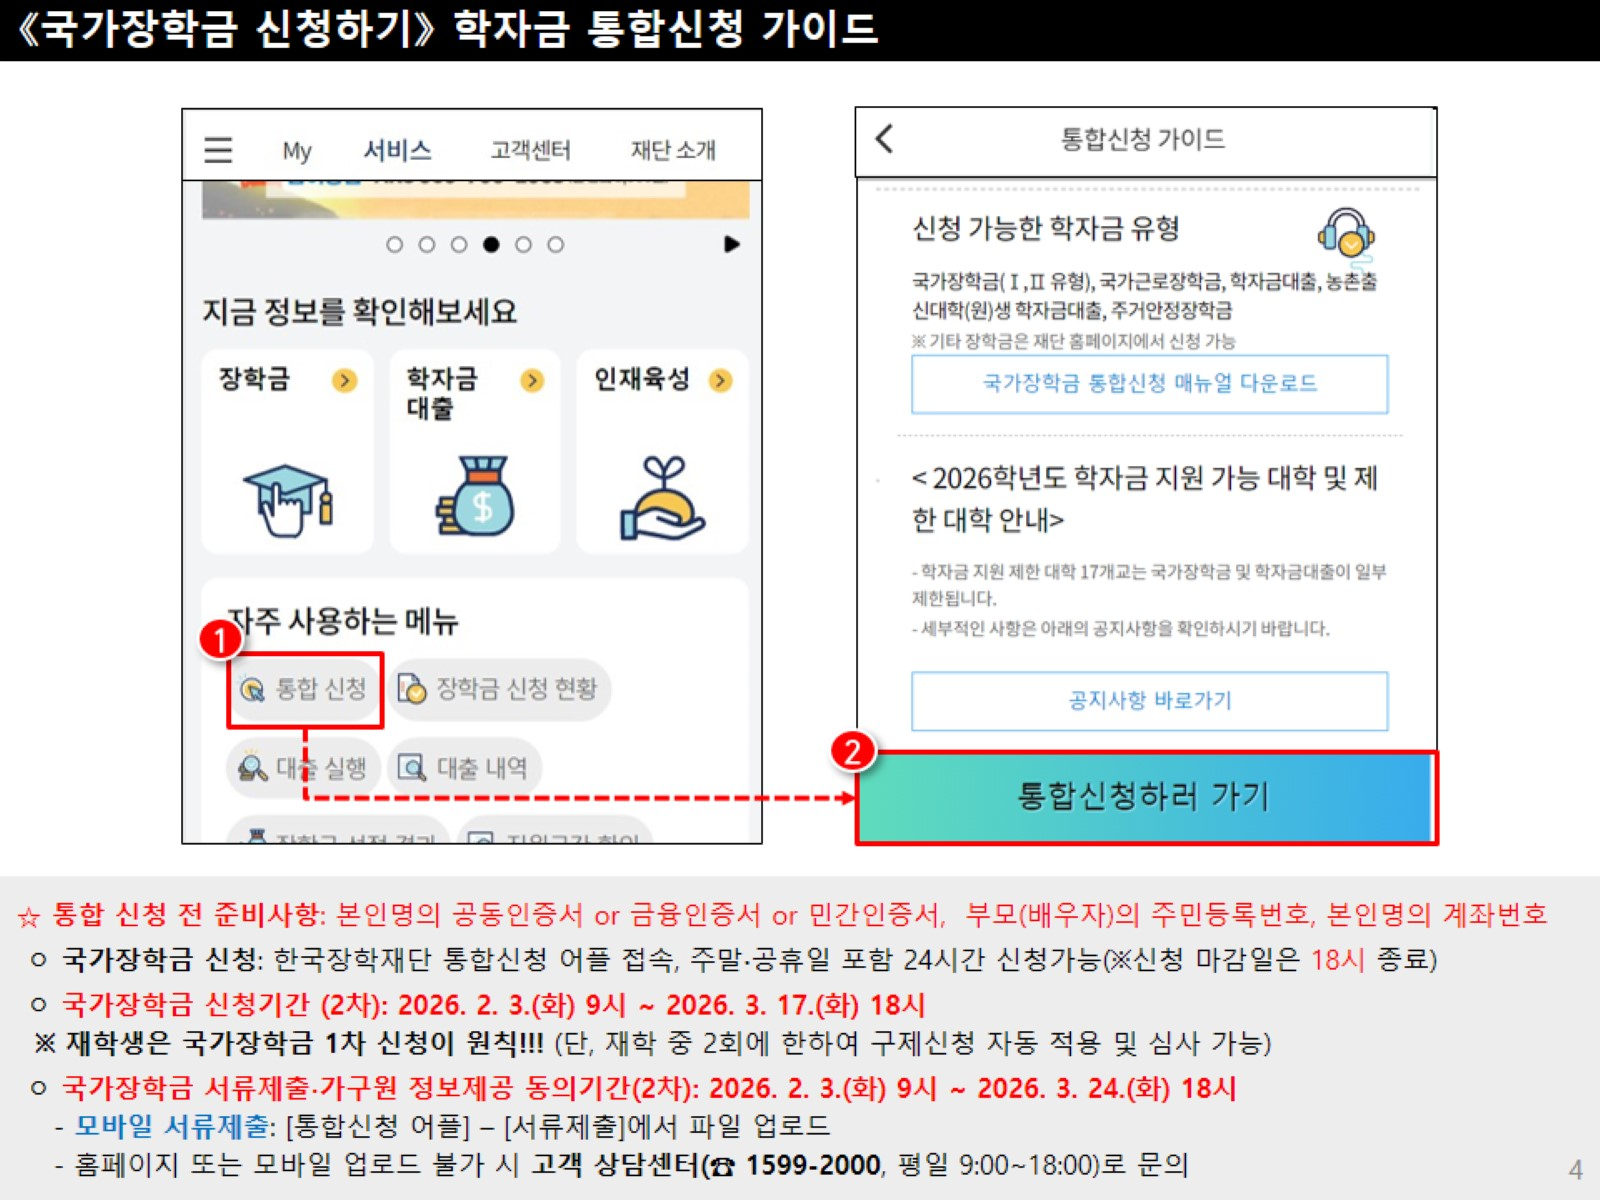 《국가장학금 신청하기》 학자금 통합신청 가이드
My 서비스 고객센터 재단 소개
지금 정보를 확인해보세요
장학금
학자금
대출
인재육성
자주 사용하는 메뉴
1
통합 신청
장학금 신청 현황
대출 실행
대출 내역
통합신청 가이드
신청 가능한 학자금 유형
국가장학금(Ⅰ,Ⅱ 유형), 국가근로장학금, 학자금대출, 농촌출
신대학(원)생 학자금대출, 주거안정장학금
※ 기타 장학금은 재단 홈페이지에서 신청 가능
국가장학금 통합신청 매뉴얼 다운로드
< 2026학년도 학자금 지원 가능 대학 및 제
한 대학 안내>
- 학자금 지원 제한 대학 17개교는 국가장학금 및 학자금대출이 일부
제한됩니다.
- 세부적인 사항은 아래의 공지사항을 확인하시기 바랍니다.
공지사항 바로가기
2
통합신청하러 가기
☆ 통합 신청 전 준비사항: 본인명의 공동인증서 or 금융인증서 or 민간인증서, 부모(배우자)의 주민등록번호, 본인명의 계좌번호
○ 국가장학금 신청: 한국장학재단 통합신청 어플 접속, 주말·공휴일 포함 24시간 신청가능(※신청 마감일은 18시 종료)
○ 국가장학금 신청기간 (2차): 2026. 2. 3.(화) 9시 ~ 2026. 3. 17.(화) 18시
※ 재학생은 국가장학금 1차 신청이 원칙!!! (단, 재학 중 2회에 한하여 구제신청 자동 적용 및 심사 가능)
○ 국가장학금 서류제출·가구원 정보제공 동의기간(2차): 2026. 2. 3.(화) 9시 ~ 2026. 3. 24.(화) 18시
- 모바일 서류제출: [통합신청 어플] – [서류제출]에서 파일 업로드
- 홈페이지 또는 모바일 업로드 불가 시 고객 상담센터(☎ 1599-2000, 평일 9:00~18:00)로 문의
4